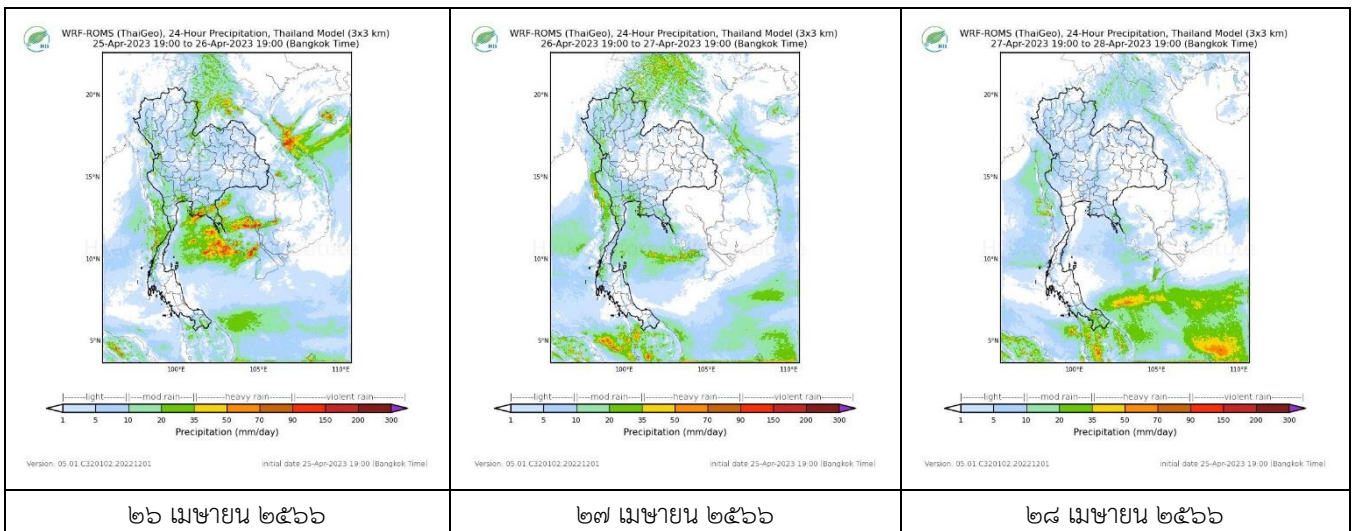 WRF-ROMS (ThaiGeo), 24-Hour Precipitation, Thailand Model (3x3 km)
25-Apr-2023 19:00 to 26-Apr-2023 19:00 (Bangkok Time)
20°N
15°N
10°N
5°N
100°E 105°E 110°E
|-------light-------||----mod.rain-----||-------heavy rain-------||-------violent rain-------|
1 5 10 20 35 50 70 90 150 200 300
Precipitation (mm/day)
Version: 05.01.C320102.20221201 initial date 25-Apr-2023 19:00 (Bangkok Time)
๒๖ เมษายน ๒๕๖๖
WRF-ROMS (ThaiGeo), 24-Hour Precipitation, Thailand Model (3x3 km)
26-Apr-2023 19:00 to 27-Apr-2023 19:00 (Bangkok Time)
20°N
15°N
10°N
5°N
100°E 105°E 110°E
|-------light-------||----mod.rain-----||-------heavy rain-------||-------violent rain-------|
1 5 10 20 35 50 70 90 150 200 300
Precipitation (mm/day)
Version: 05.01.C320102.20221201 initial date 25-Apr-2023 19:00 (Bangkok Time)
๒๗ เมษายน ๒๕๖๖
WRF-ROMS (ThaiGeo), 24-Hour Precipitation, Thailand Model (3x3 km)
27-Apr-2023 19:00 to 28-Apr-2023 19:00 (Bangkok Time)
20°N
15°N
10°N
5°N
100°E 105°E 110°E
|-------light-------||----mod.rain-----||-------heavy rain-------||-------violent rain-------|
1 5 10 20 35 50 70 90 150 200 300
Precipitation (mm/day)
Version: 05.01.C320102.20221201 initial date 25-Apr-2023 19:00 (Bangkok Time)
๒๘ เมษายน ๒๕๖๖